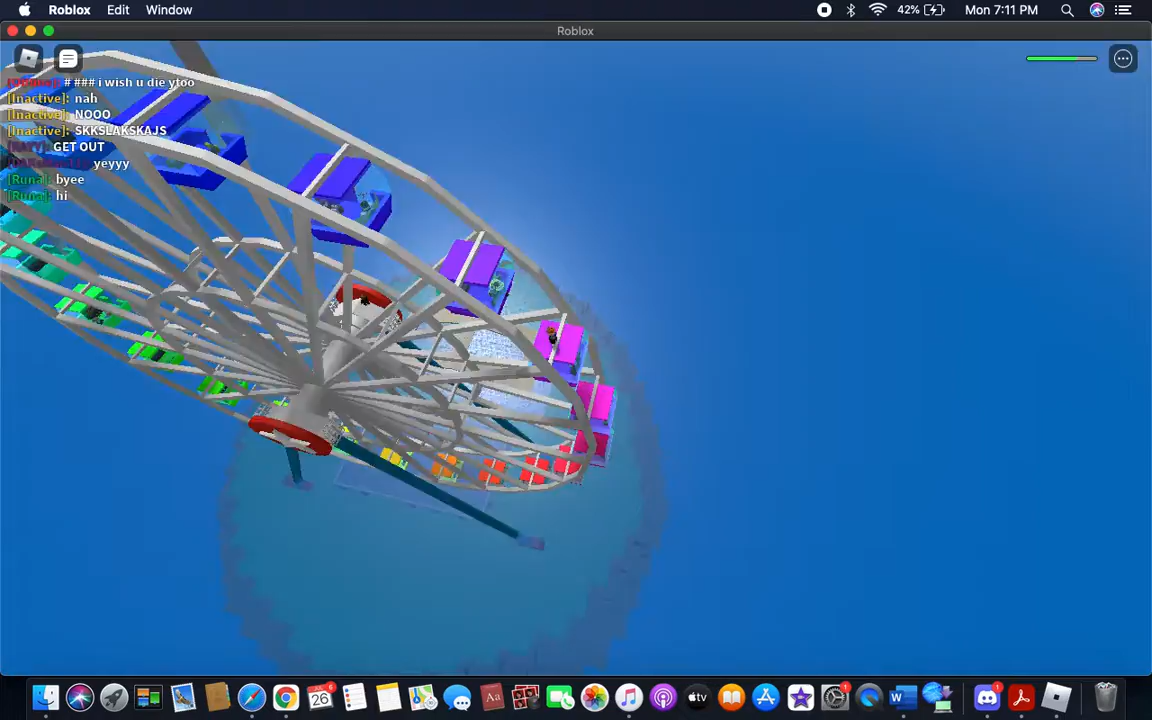 Roblox Edit Window 42% Mon 7:11 PM
Roblox
# ### i wish u die ytoo
[Inactive]: nah
[Inactive]: NOOO
[Inactive]: SKKSLAKSKAJS
GET OUT
yeyyy
[Runa]: byee
[Runa]: hi
26